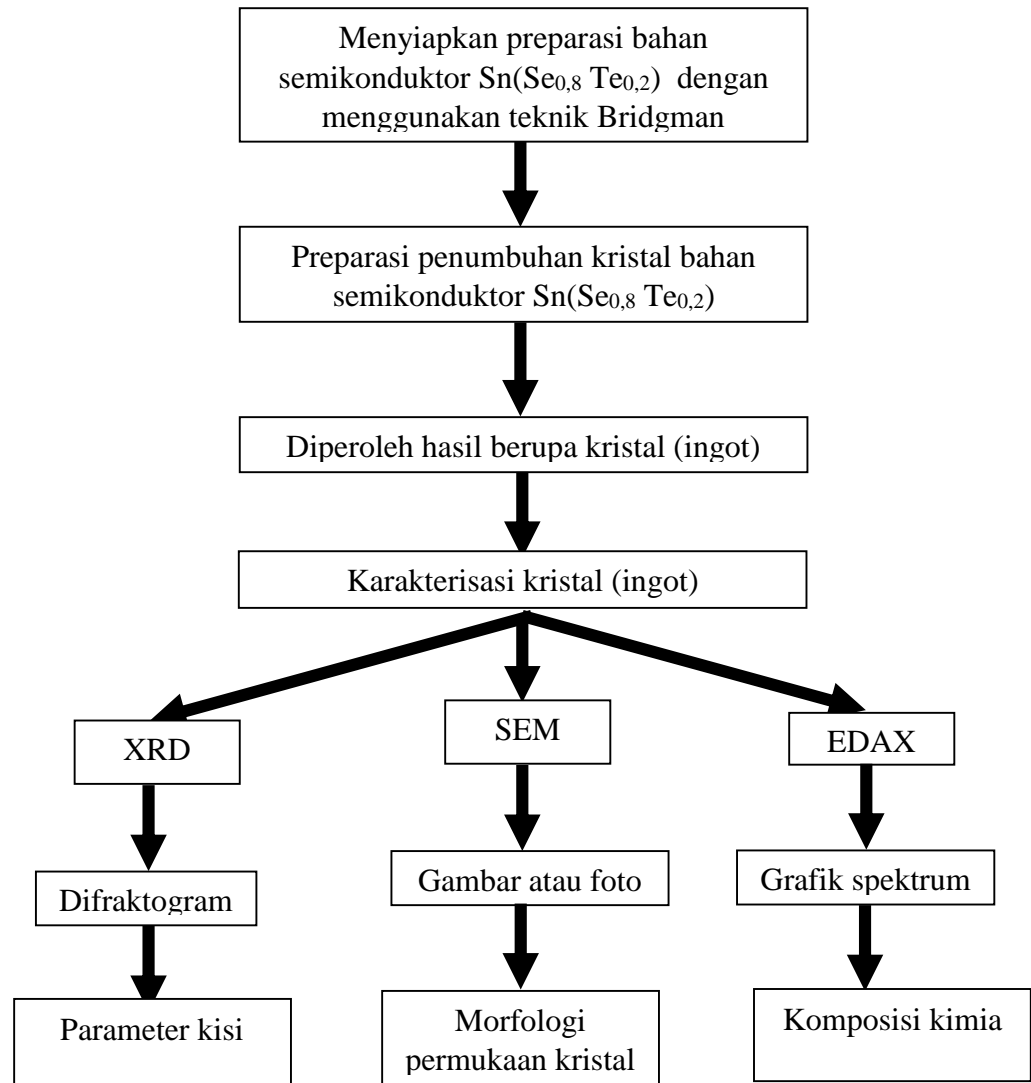 Menyiapkan preparasi bahan
semikonduktor Sn(Se₀,₈ Te₀,₂) dengan
menggunakan teknik Bridgman
Preparasi penumbuhan kristal bahan
semikonduktor Sn(Se₀,₈ Te₀,₂)
Diperoleh hasil berupa kristal (ingot)
Karakterisasi kristal (ingot)
XRD
SEM
EDAX
Difraktogram
Gambar atau foto
Grafik spektrum
Parameter kisi
Morfologi
permukaan kristal
Komposisi kimia